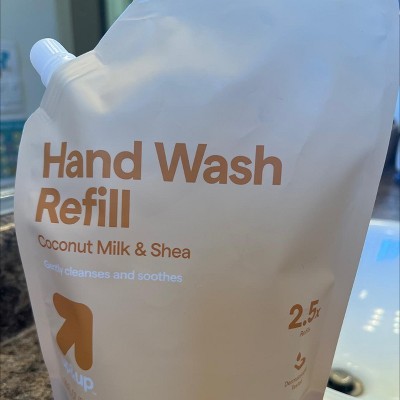 Hand Wash
Refill
Coconut Milk & Shea
Gently cleanses and soothes
2.5x
up